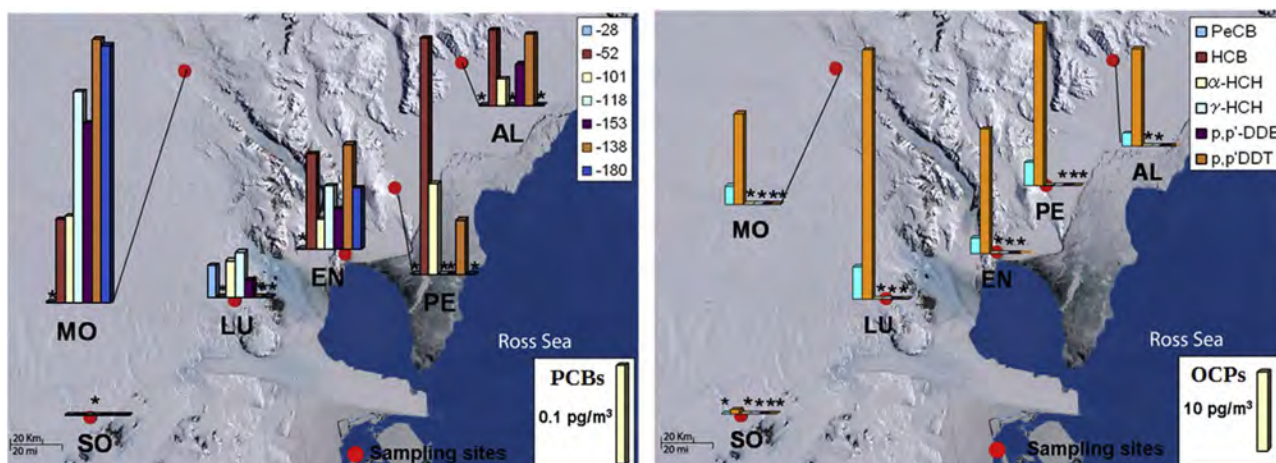 -28
-52
-101
-118
-153
-138
-180
* * *
AL
*
MO
*
* **
LU
*
EN
* ** *
PE
Ross Sea
PCBs
0.1 pg/m³
*
SO
20 Km
20 mi
Sampling sites
PeCB
HCB
α-HCH
γ-HCH
p,p'-DDE
p,p'DDT
**
AL
****
MO
***
PE
***
EN
***
LU
Ross Sea
OCPs
10 pg/m³
* ****
SO
20 Km
20 mi
Sampling sites